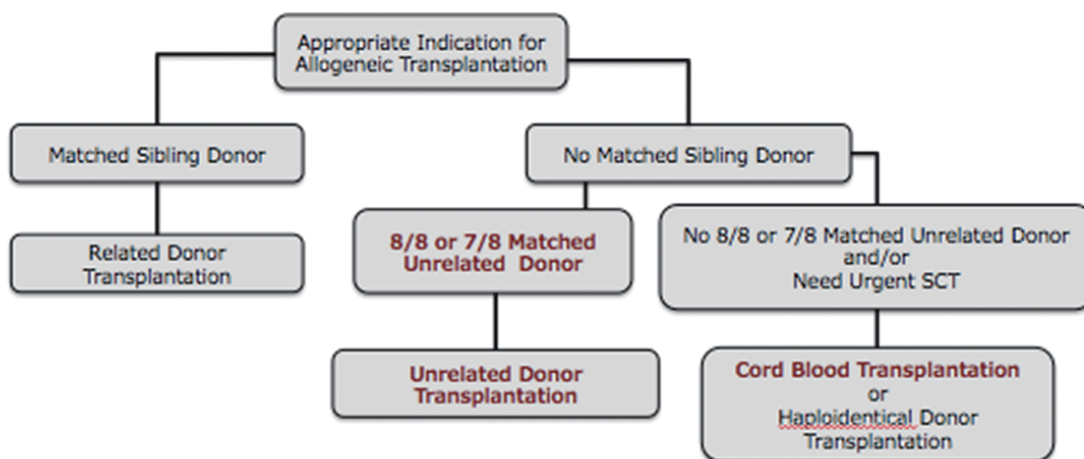 Appropriate Indication for
Allogeneic Transplantation
Matched Sibling Donor
No Matched Sibling Donor
Related Donor
Transplantation
8/8 or 7/8 Matched
Unrelated Donor
No 8/8 or 7/8 Matched Unrelated Donor
and/or
Need Urgent SCT
Unrelated Donor
Transplantation
Cord Blood Transplantation
or
Haploidentical Donor
Transplantation